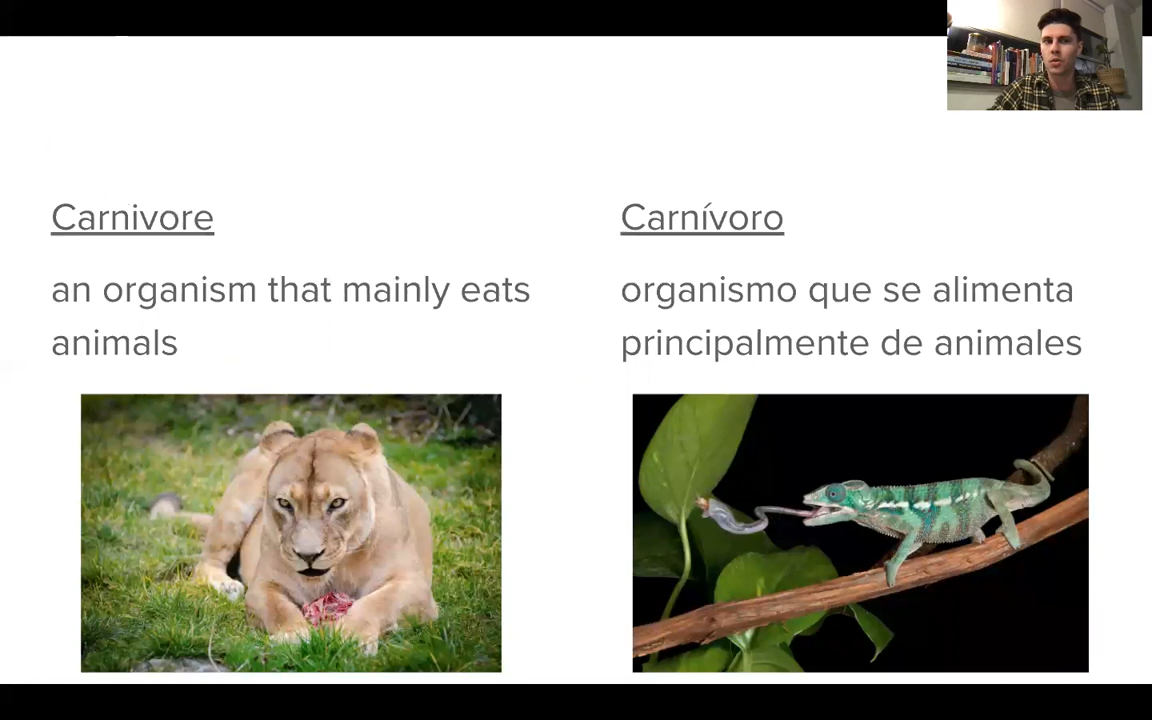 Carnivore
an organism that mainly eats
animals
Carnívoro
organismo que se alimenta
principalmente de animales